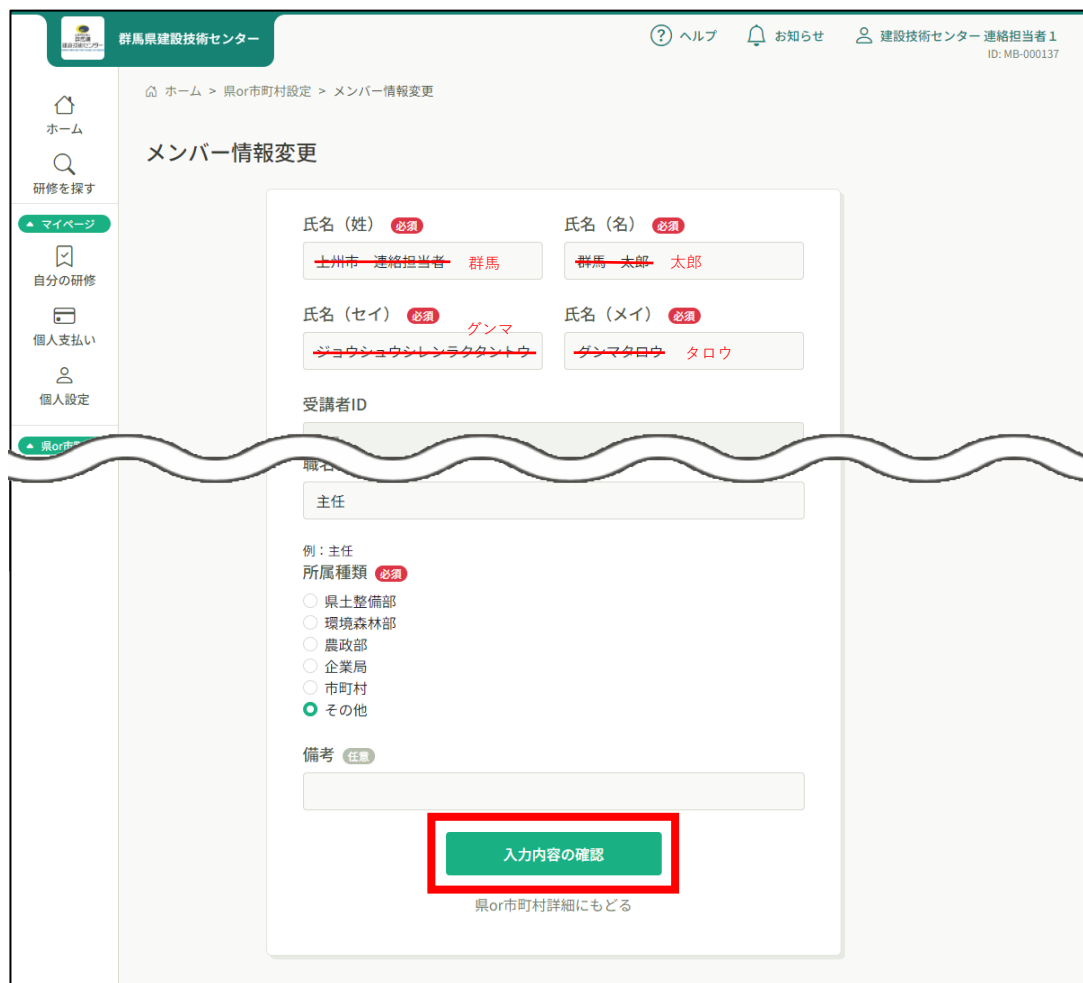 群馬県建設技術センター
ヘルプ
お知らせ
建設技術センター 連絡担当者１
ID: MB-000137
ホーム > 県or市町村設定 > メンバー情報変更
ホーム
研修を探す
マイページ
自分の研修
個人支払い
個人設定
メンバー情報変更
氏名（姓） 必須
上州市 連絡担当者 群馬
氏名（名） 必須
群馬 太郎 太郎
氏名（セイ） 必須
グンマ
ジョウシュウシレンラクタントウ
氏名（メイ） 必須
グンマタロウ タロウ
受講者ID
県or市
職名
主任
例：主任
所属種類 必須
県土整備部
環境森林部
農政部
企業局
市町村
その他
備考 任意
入力内容の確認
県or市町村詳細にもどる